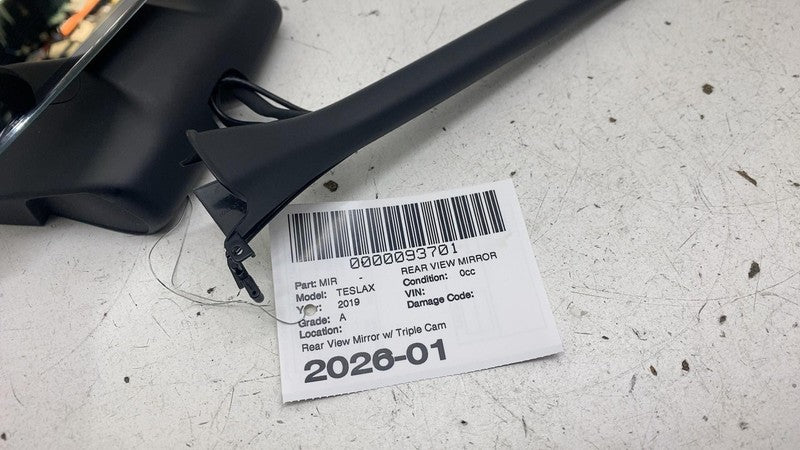 0000093701
Part: MIR - REAR VIEW MIRROR
Model: TESLAX Condition: 0cc
Year: 2019 VIN:
Grade: A Damage Code:
Location:
Rear View Mirror w/ Triple Cam
2026-01